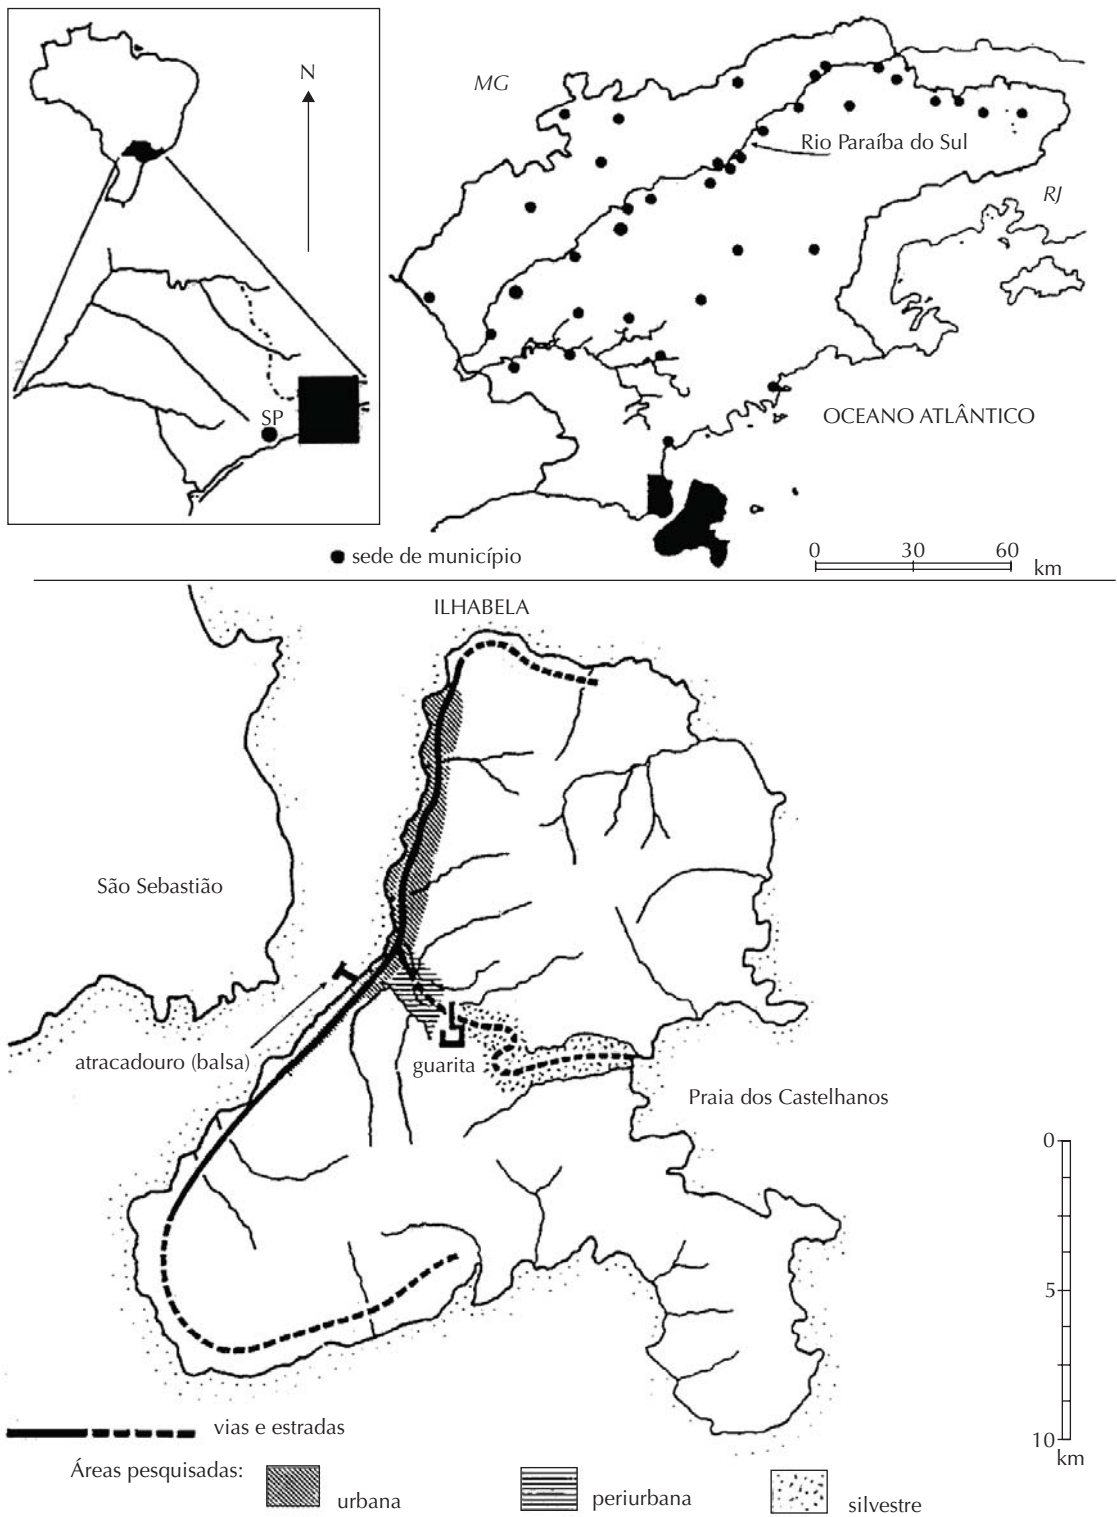 N
SP
MG
Rio Paraíba do Sul
RJ
OCEANO ATLÂNTICO
sede de município
0 30 60
km
ILHABELA
São Sebastião
atracadouro (balsa)
guarita
Praia dos Castelhanos
0
5
10
km
vias e estradas
Áreas pesquisadas:
urbana
periurbana
silvestre